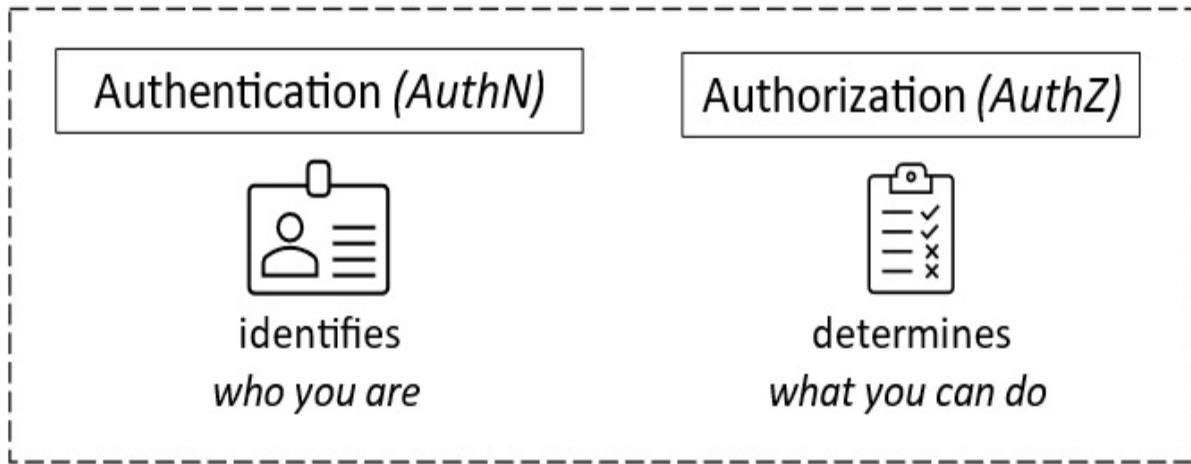 Authentication (AuthN)
identifies
who you are
Authorization (AuthZ)
determines
what you can do